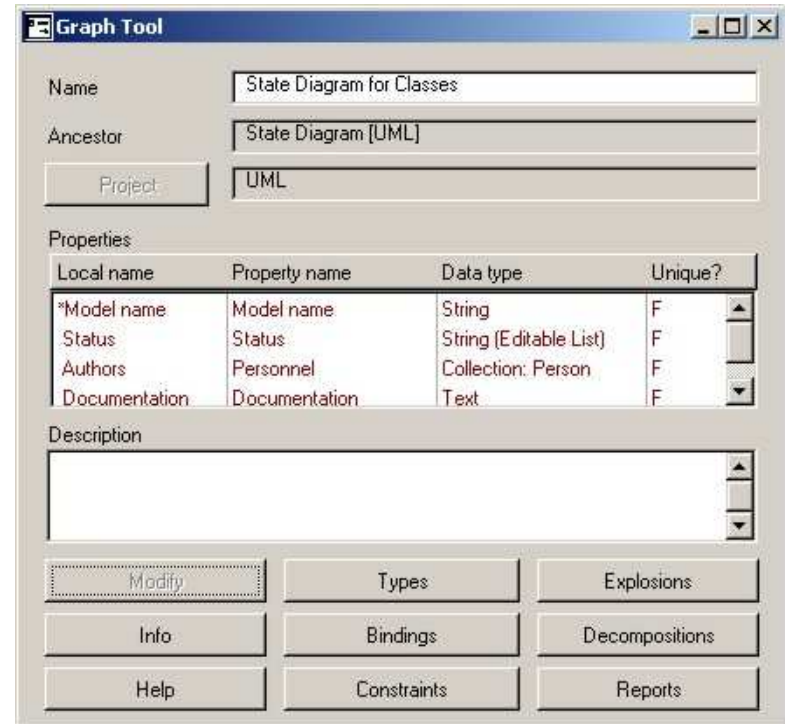 Graph Tool
Name State Diagram for Classes
Ancestor State Diagram [UML]
Project UML
Properties
Local name Property name Data type Unique?
*Model name Model name String F
Status Status String (Editable List) F
Authors Personnel Collection: Person F
Documentation Documentation Text F
Description
Modify Types Explosions
Info Bindings Decompositions
Help Constraints Reports